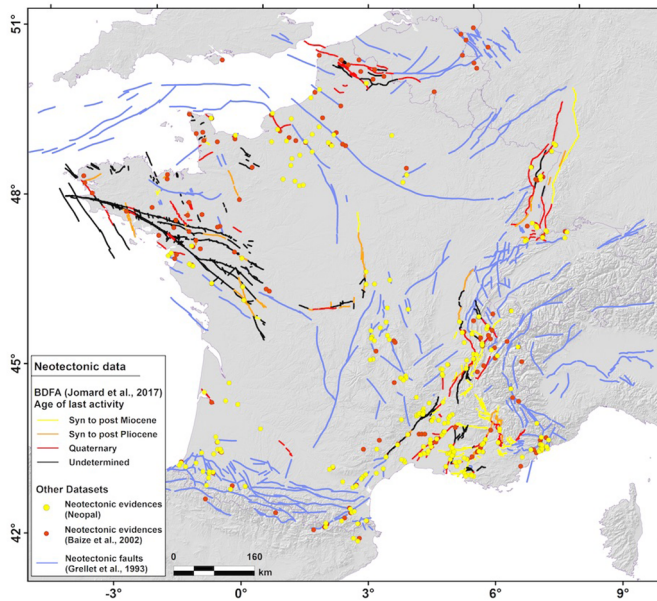 51°
48°
45°
42°
Neotectonic data
BDFA (Jomard et al., 2017)
Age of last activity
Syn to post Miocene
Syn to post Pliocene
Quaternary
Undetermined
Other Datasets
Neotectonic evidences
(Neopal)
Neotectonic evidences
(Baize et al., 2002)
Neotectonic faults
(Grellet et al., 1993)
0 160
km
-3° 0° 3° 6° 9°